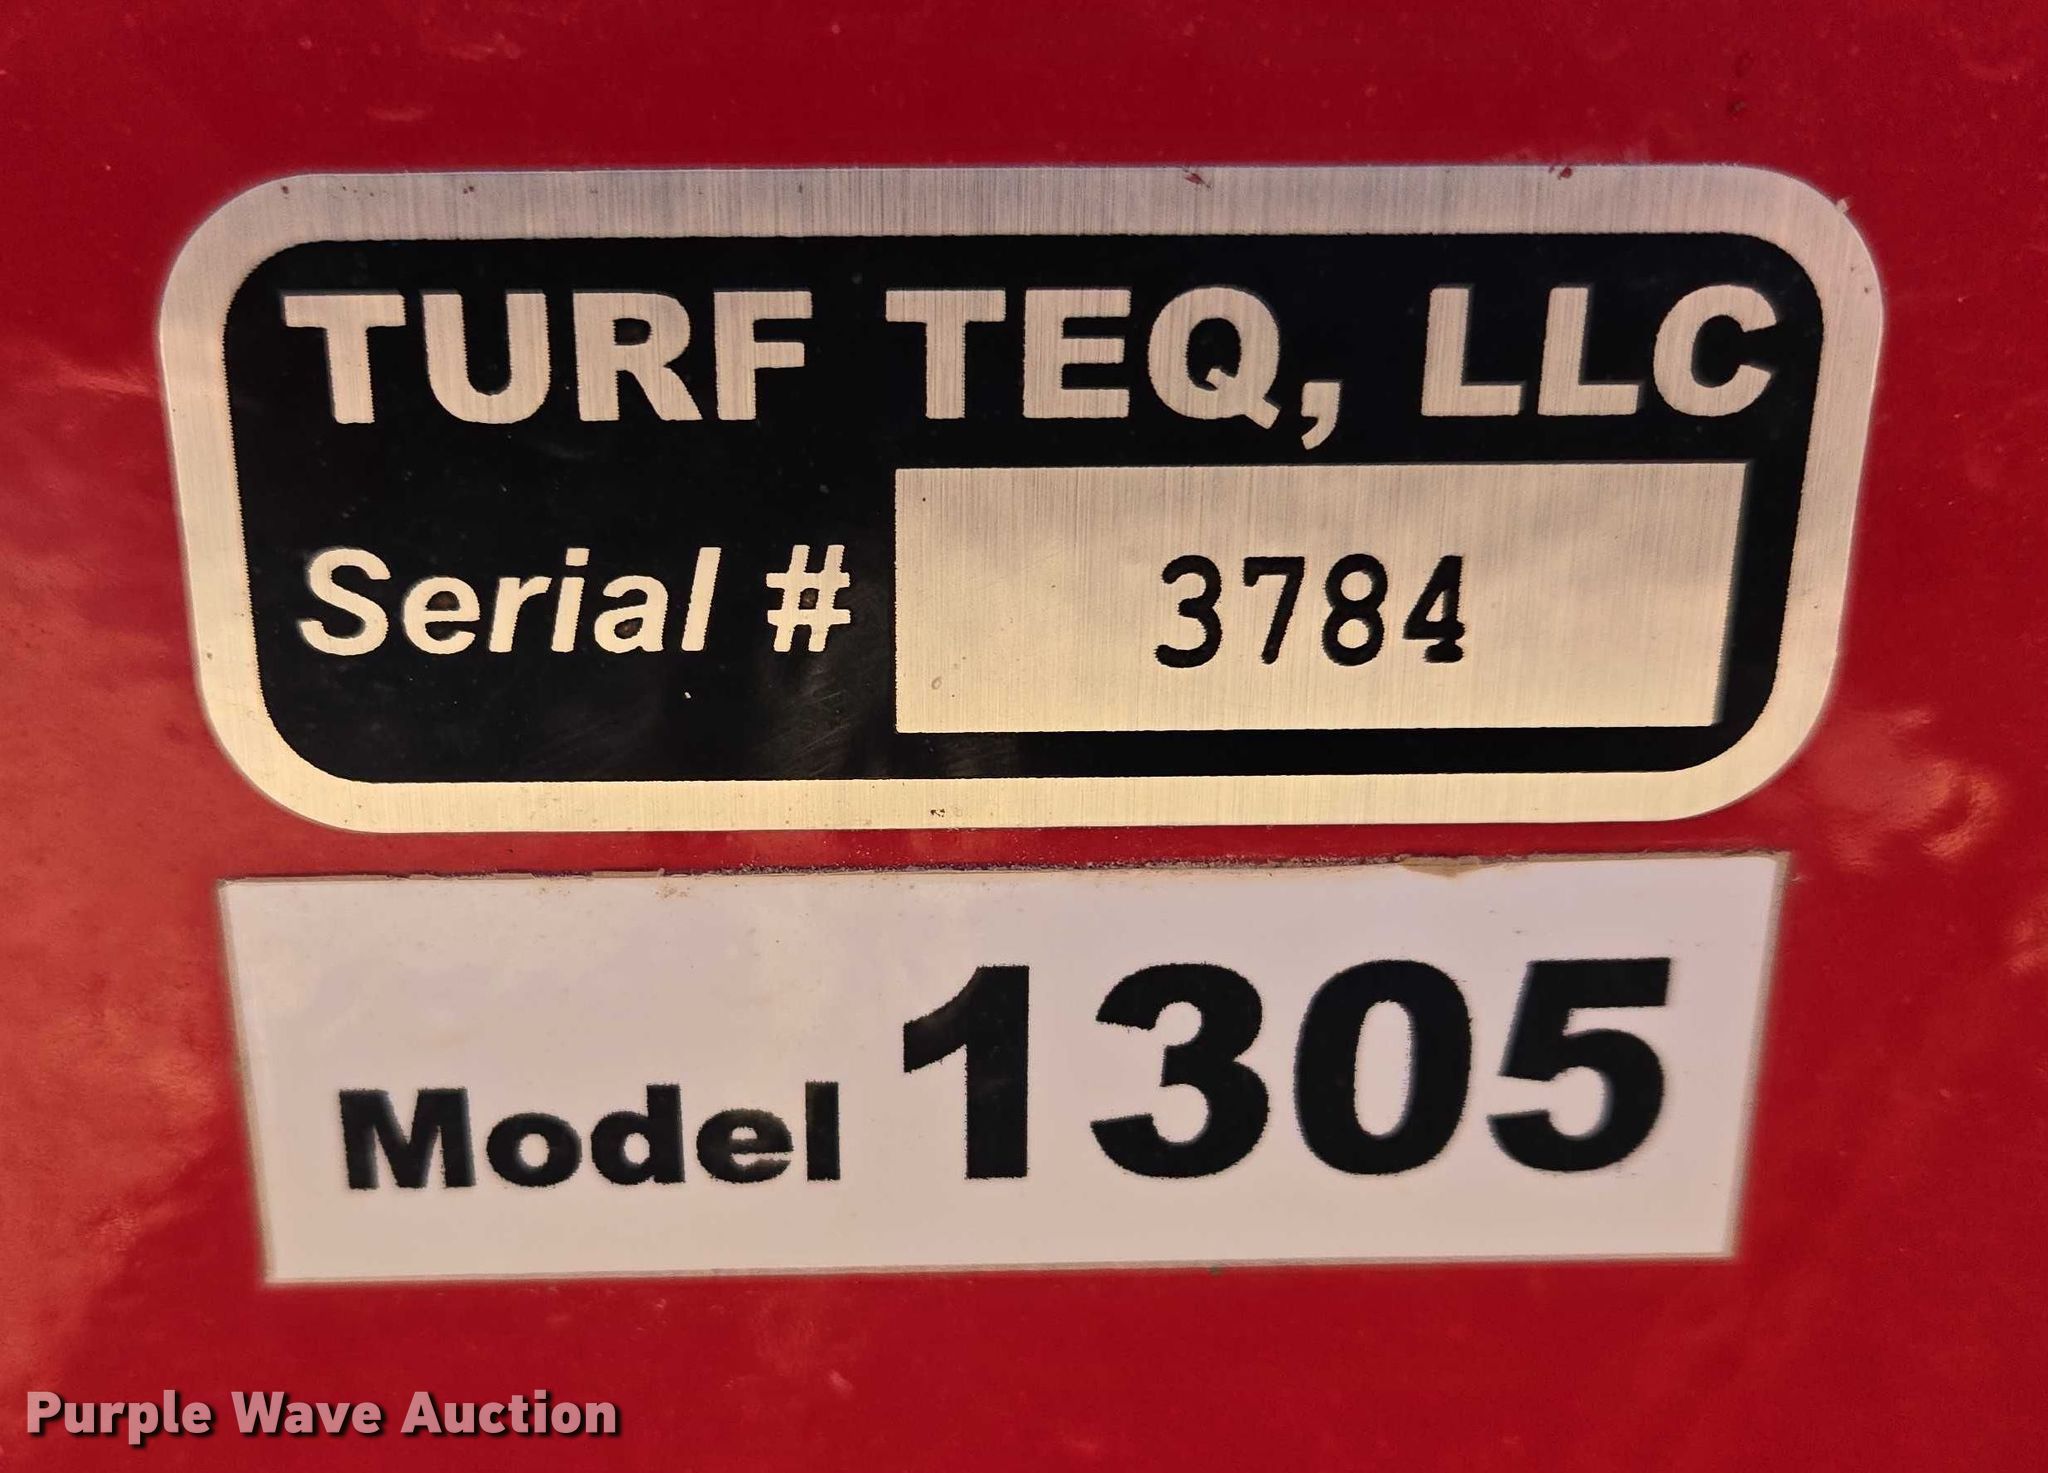 TURF TEQ, LLC
Serial # 3784
Model 1305
Purple Wave Auction